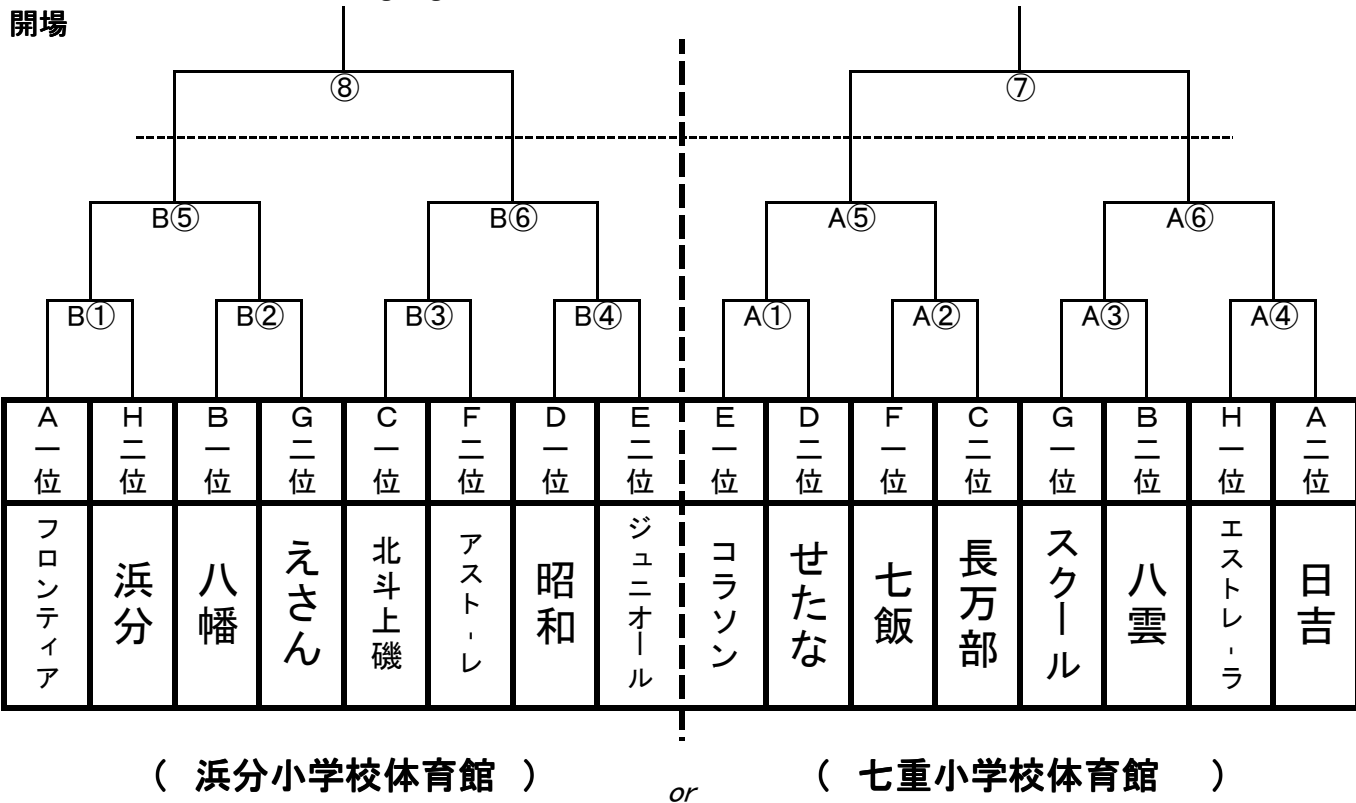 開場
⑧ ⑦
B⑤ B⑥ A⑤ A⑥
B① B② B③ B④ A① A② A③ A④
A一位 H二位 B一位 G二位 C一位 F二位 D一位 E二位 E一位 D二位 F一位 C二位 G一位 B二位 H一位 A二位
フロンティア 浜分 八幡 えさん 北斗上磯 アストーレ 昭和 ジュニオール コラソン せたな 七飯 長万部 スクール 八雲 エストレーラ 日吉
（ 浜分小学校体育館 ） or （ 七重小学校体育館 ）